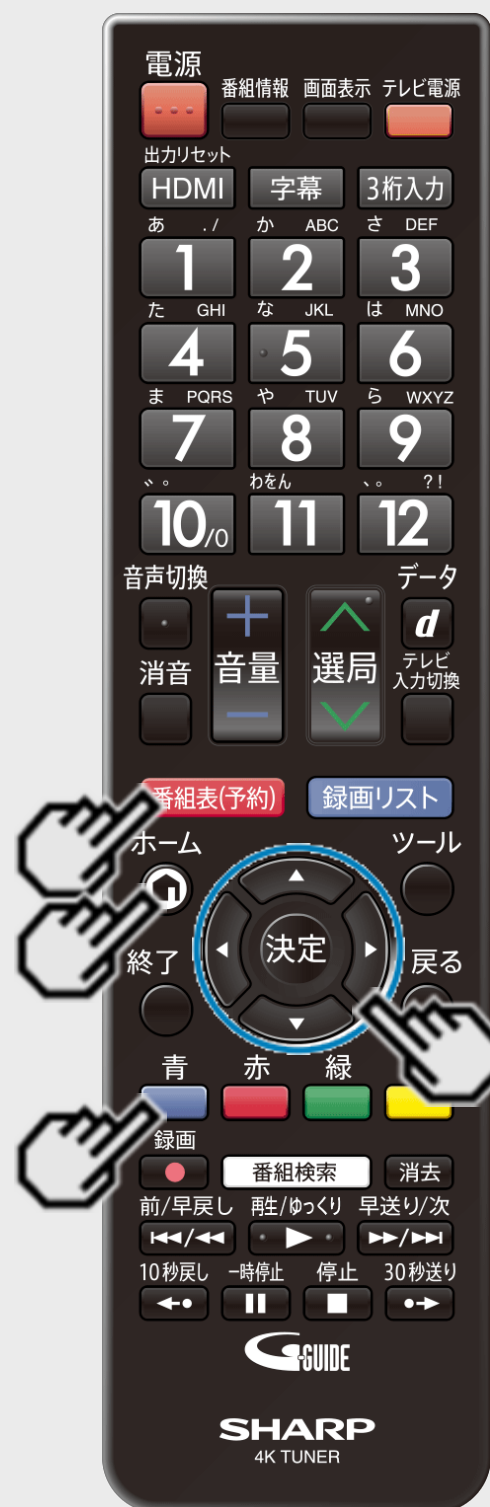 電源
番組情報 画面表示 テレビ電源
出力リセット
HDMI 字幕 3桁入力
あ ./ か ABC さ DEF
1 2 3
た GHI な JKL は MNO
4 5 6
ま PQRS や TUV ら WXYZ
7 8 9
゛゜ わをん 、。 ?!
10/0 11 12
音声切換 データ
+ d
消音 音量 選局 テレビ
入力切換
−
番組表(予約) 録画リスト
ホーム ツール
決定
終了 戻る
青 赤 緑
録画
番組検索 消去
前/早戻し 再生/ゆっくり 早送り/次
10秒戻し 一時停止 停止 30秒送り
G-GUIDE
SHARP
4K TUNER